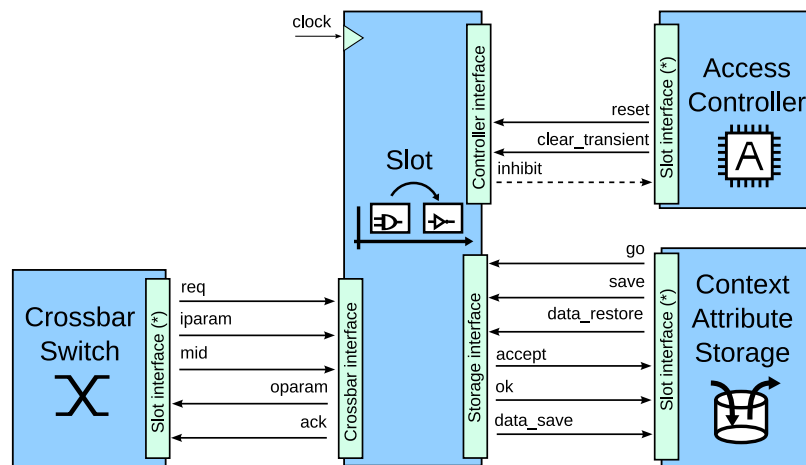 clock
Slot
Controller interface
reset
clear_transient
inhibit
Slot interface (*)
Access
Controller
A
Crossbar
Switch
Slot interface (*)
req
iparam
mid
oparam
ack
Crossbar interface
Storage interface
go
save
data_restore
accept
ok
data_save
Slot interface (*)
Context
Attribute
Storage